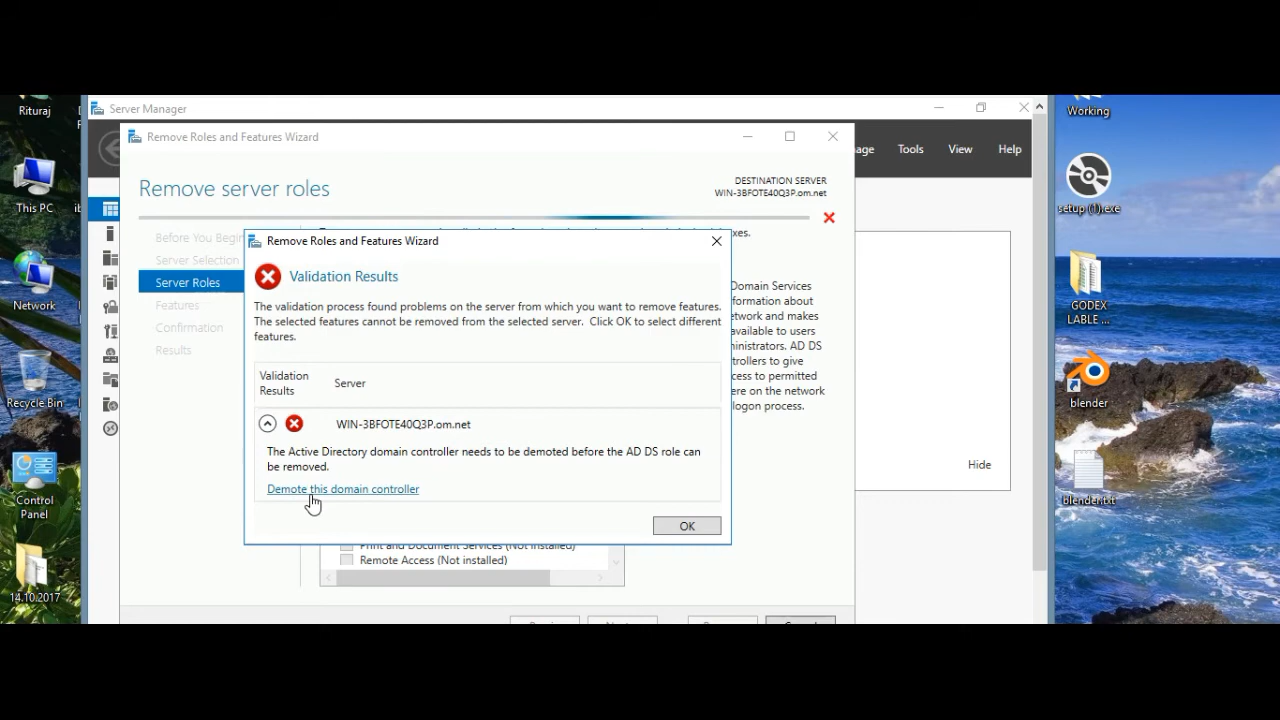 Rituraj
This PC
Network
Recycle Bin
Control
Panel
14.10.2017
Server Manager
Tools
View
Help
Remove Roles and Features Wizard
Remove server roles
DESTINATION SERVER
WIN-3BFOTE40Q3P.om.net
Before You Begin
Server Selection
Server Roles
Features
Confirmation
Results
Remove Roles and Features Wizard
Validation Results
The validation process found problems on the server from which you want to remove features.
The selected features cannot be removed from the selected server. Click OK to select different
features.
Validation
Results
Server
WIN-3BFOTE40Q3P.om.net
The Active Directory domain controller needs to be demoted before the AD DS role can
be removed.
Demote this domain controller
OK
Print and Document Services (Not installed)
Remote Access (Not installed)
Domain Services
formation about
twork and makes
available to users
ministrators. AD DS
trollers to give
cess to permitted
ere on the network
logon process.
Hide
Working
setup (1).exe
GODEX
LABLE ...
blender
blender.txt